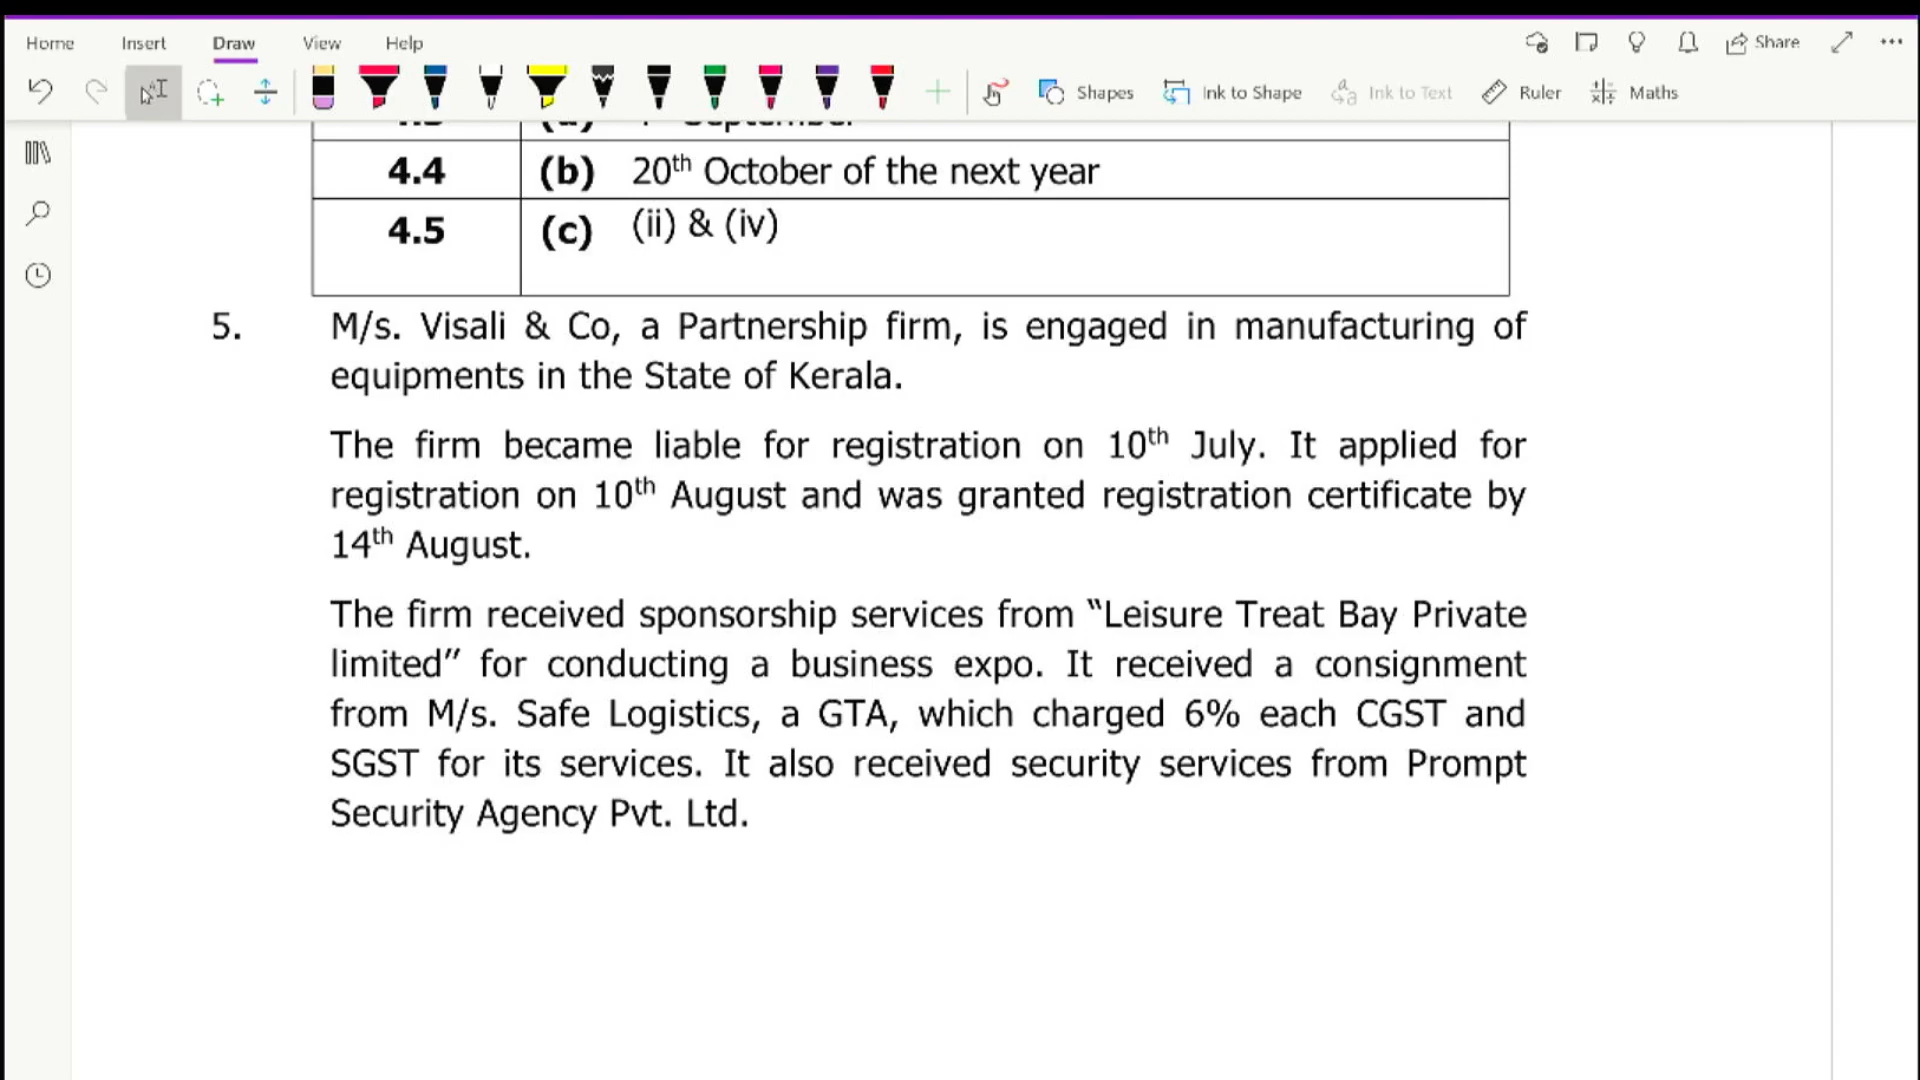 Home Insert Draw View Help Share
Shapes Ink to Shape Ink to Text Ruler Maths
4.4 (b) 20th October of the next year
4.5 (c) (ii) & (iv)
5. M/s. Visali & Co, a Partnership firm, is engaged in manufacturing of
equipments in the State of Kerala.
The firm became liable for registration on 10th July. It applied for
registration on 10th August and was granted registration certificate by
14th August.
The firm received sponsorship services from “Leisure Treat Bay Private
limited” for conducting a business expo. It received a consignment
from M/s. Safe Logistics, a GTA, which charged 6% each CGST and
SGST for its services. It also received security services from Prompt
Security Agency Pvt. Ltd.